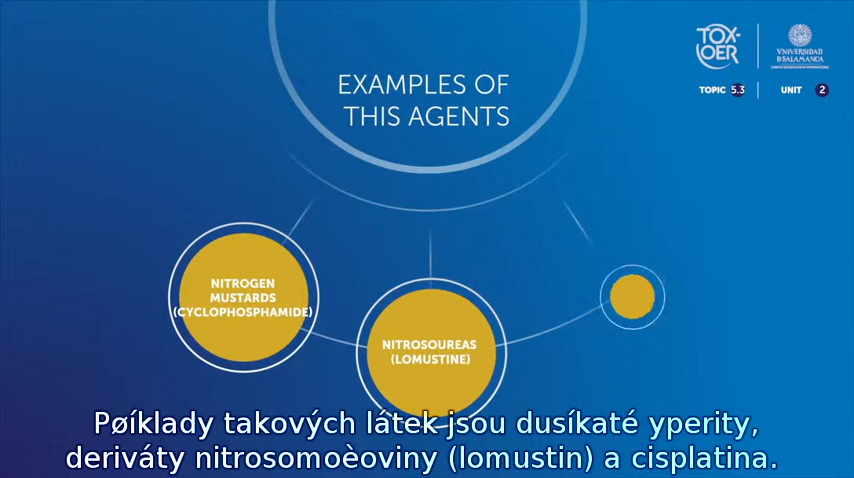 TOX-
OER
VNIVERSIDAD
D SALAMANCA
TOPIC 5.3
UNIT 2
EXAMPLES OF
THIS AGENTS
NITROGEN
MUSTARDS
(CYCLOPHOSPHAMIDE)
NITROSOUREAS
(LOMUSTINE)
Pøíklady takových látek jsou dusíkaté yperity,
deriváty nitrosomoèoviny (lomustin) a cisplatina.